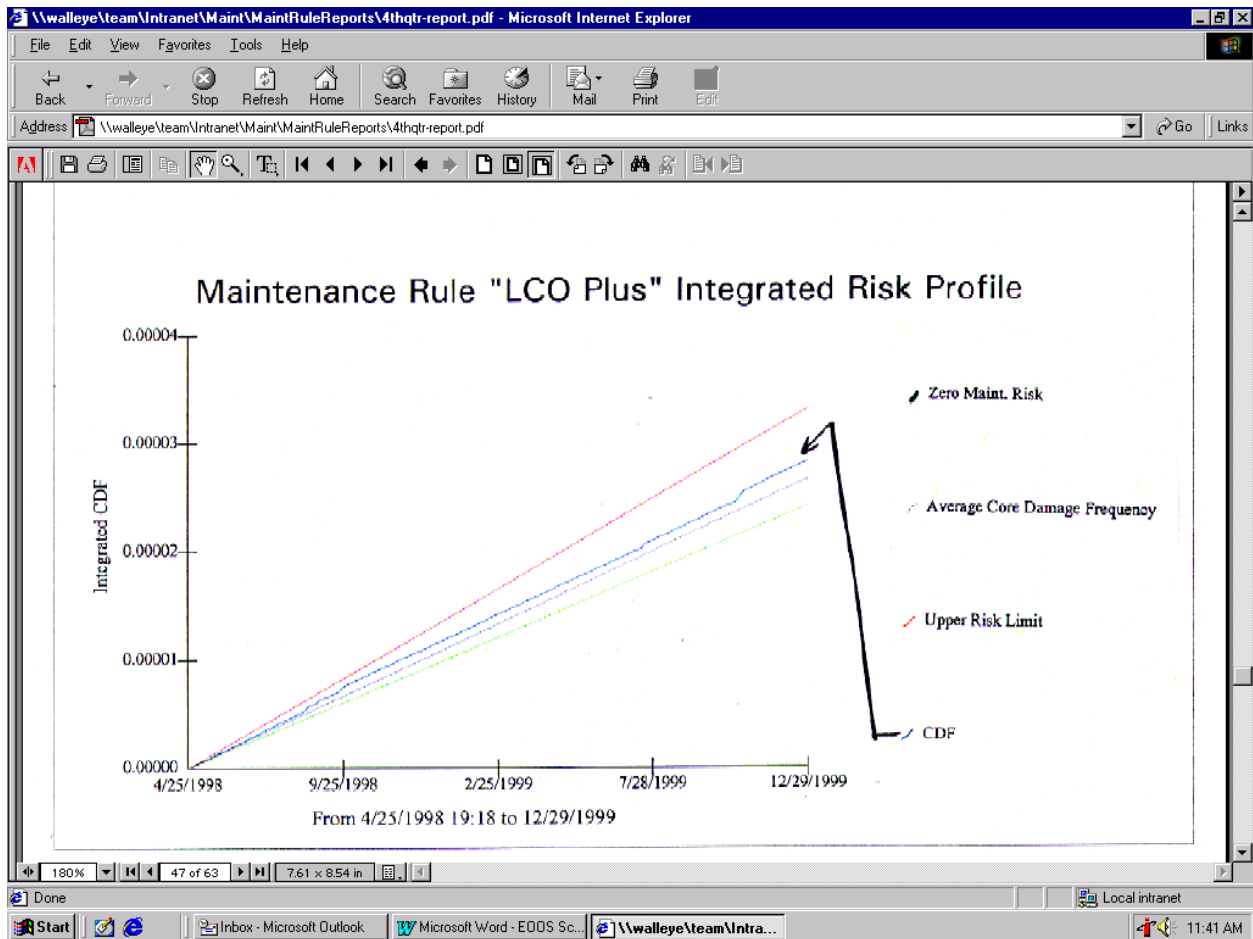 \\walleye\team\Intranet\Maint\MaintRuleReports\4thqtr-report.pdf - Microsoft Internet Explorer
File Edit View Favorites Tools Help
Back Forward Stop Refresh Home Search Favorites History Mail Print Edit
Address \\walleye\team\Intranet\Maint\MaintRuleReports\4thqtr-report.pdf Go Links
Maintenance Rule "LCO Plus" Integrated Risk Profile
0.00004
Zero Maint. Risk
0.00003
Average Core Damage Frequency
Integrated CDF
0.00002
Upper Risk Limit
0.00001
CDF
0.00000
4/25/1998 9/25/1998 2/25/1999 7/28/1999 12/29/1999
From 4/25/1998 19:18 to 12/29/1999
180% 47 of 63 7.61 x 8.54 in
Done Local intranet
Start Inbox - Microsoft Outlook Microsoft Word - EOOS Sc... \\walleye\team\Intra... 11:41 AM